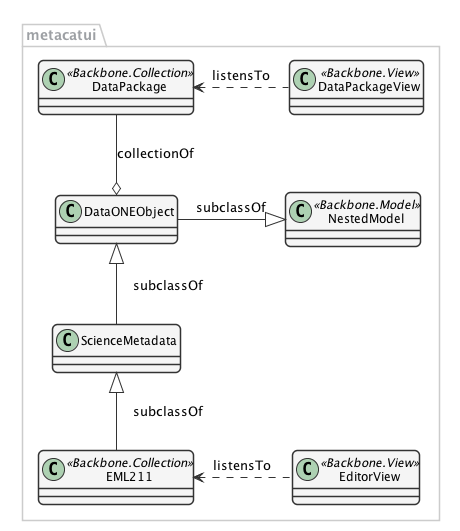 metacatui
C «Backbone.Collection»
DataPackage
listensTo
C «Backbone.View»
DataPackageView
collectionOf
C DataONEObject
subclassOf
C «Backbone.Model»
NestedModel
subclassOf
C ScienceMetadata
subclassOf
C «Backbone.Collection»
EML211
listensTo
C «Backbone.View»
EditorView